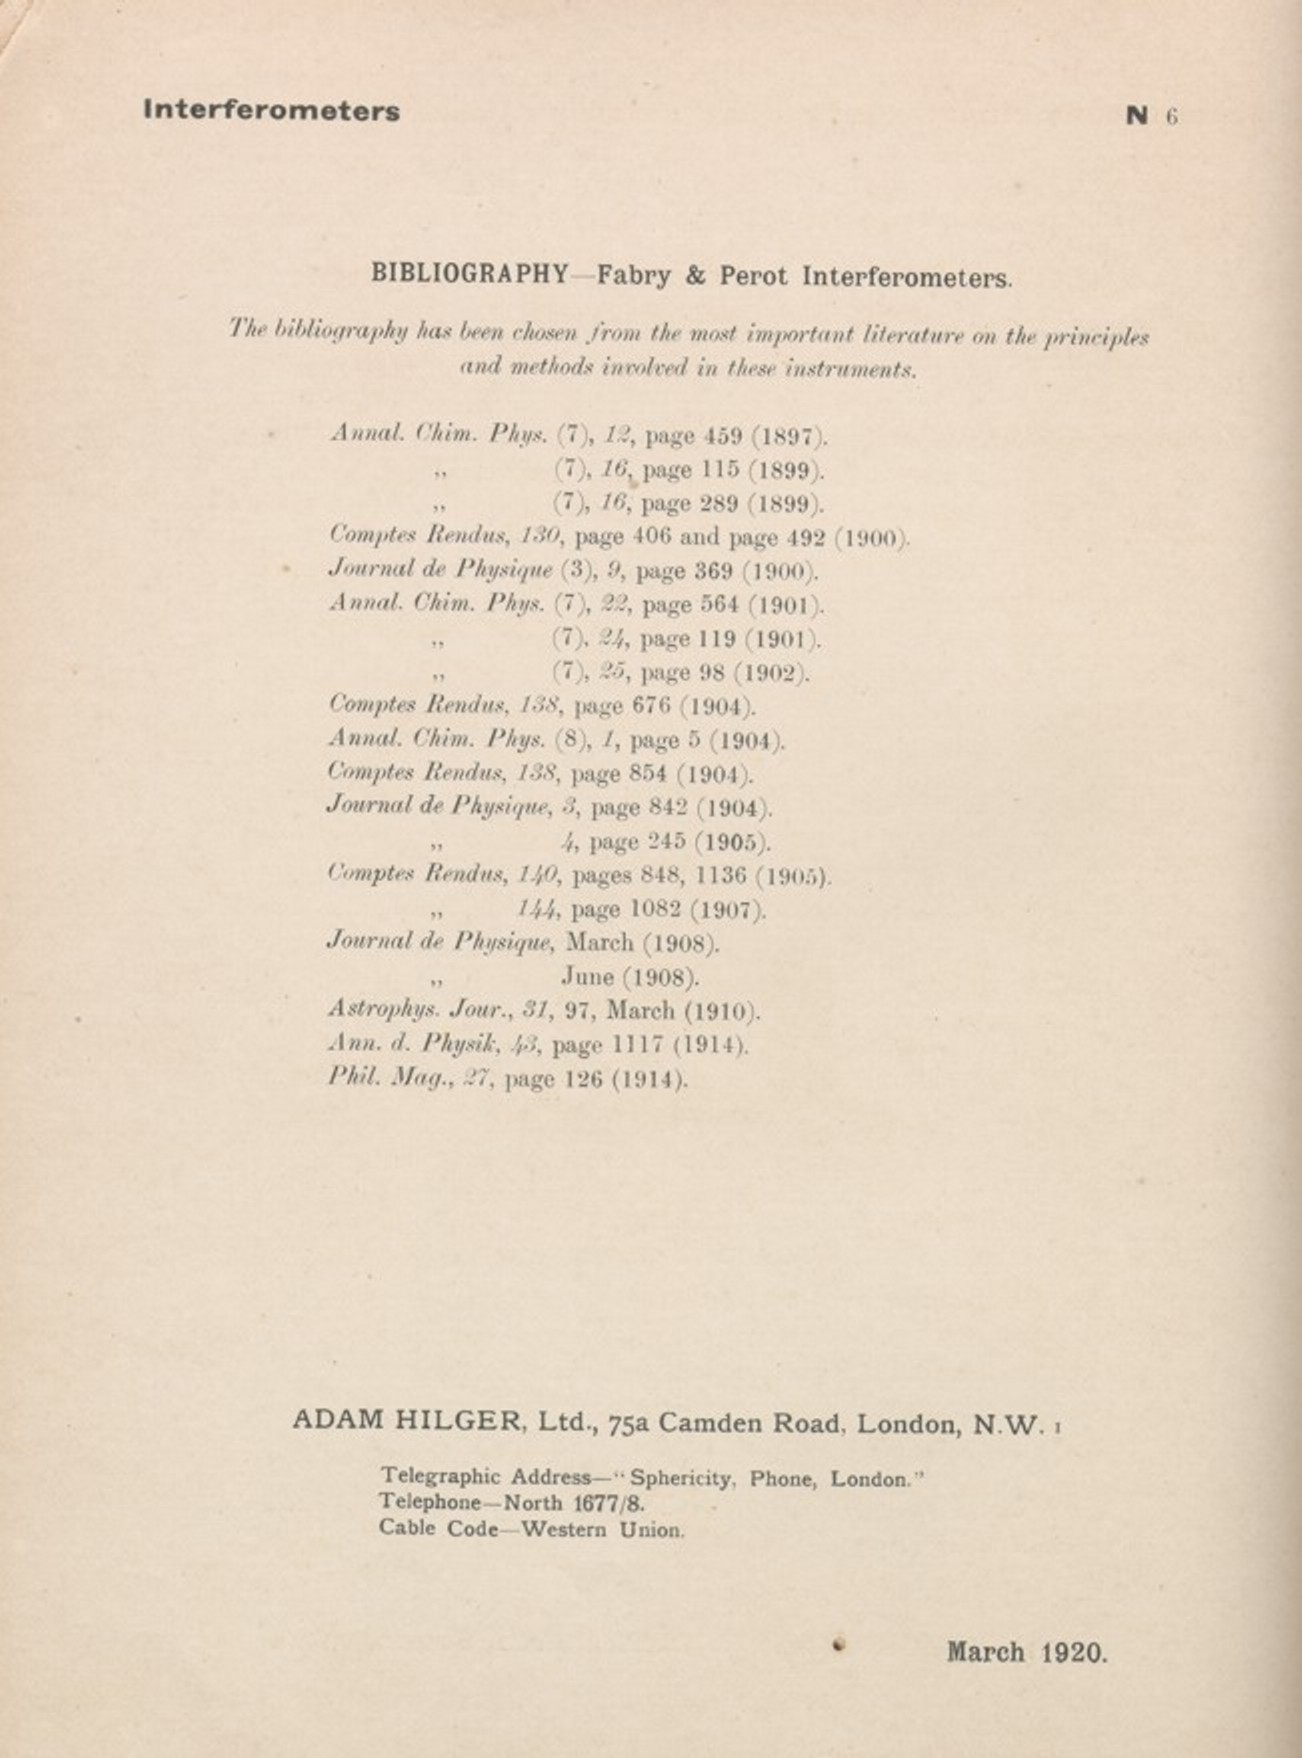 Interferometers N 6
BIBLIOGRAPHY—Fabry & Perot Interferometers.
The bibliography has been chosen from the most important literature on the principles
and methods involved in these instruments.
Annal. Chim. Phys. (7), 12, page 459 (1897).
„ (7), 16, page 115 (1899).
„ (7), 16, page 289 (1899).
Comptes Rendus, 130, page 406 and page 492 (1900).
Journal de Physique (3), 9, page 369 (1900).
Annal. Chim. Phys. (7), 22, page 564 (1901).
„ (7), 24, page 119 (1901).
„ (7), 25, page 98 (1902).
Comptes Rendus, 138, page 676 (1904).
Annal. Chim. Phys. (8), 1, page 5 (1904).
Comptes Rendus, 138, page 854 (1904).
Journal de Physique, 3, page 842 (1904).
„ 4, page 245 (1905).
Comptes Rendus, 140, pages 848, 1136 (1905).
„ 144, page 1082 (1907).
Journal de Physique, March (1908).
„ June (1908).
Astrophys. Jour., 31, 97, March (1910).
Ann. d. Physik, 43, page 1117 (1914).
Phil. Mag., 27, page 126 (1914).
ADAM HILGER, Ltd., 75a Camden Road, London, N.W. 1
Telegraphic Address—“Sphericity, Phone, London.”
Telephone—North 1677/8.
Cable Code—Western Union.
March 1920.